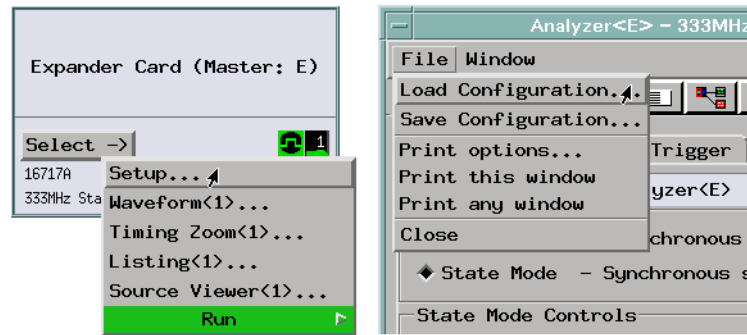 Expander Card (Master: E)
Select ->
1
16717A
333MHz Sta
Setup...
Waveform<1>...
Timing Zoom<1>...
Listing<1>...
Source Viewer<1>...
Run
Analyzer<E> - 333MHz
File Window
Load Configuration...
Save Configuration...
Print options...
Print this window
Print any window
Close
Trigger
yzer<E>
chronous
State Mode - Synchronous s
State Mode Controls